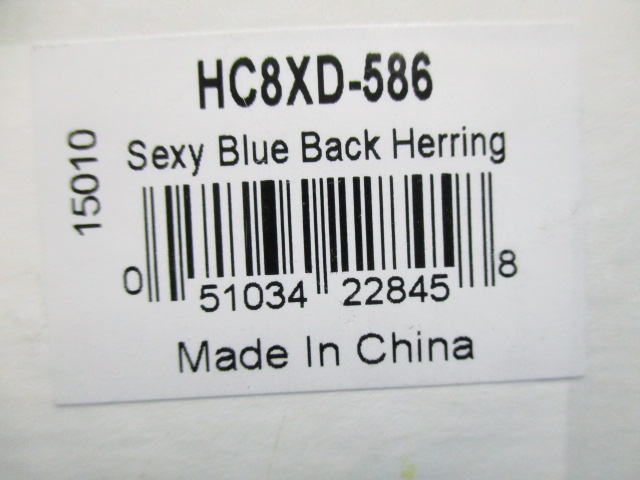 HC8XD-586
15010
Sexy Blue Back Herring
0 51034 22845 8
Made In China